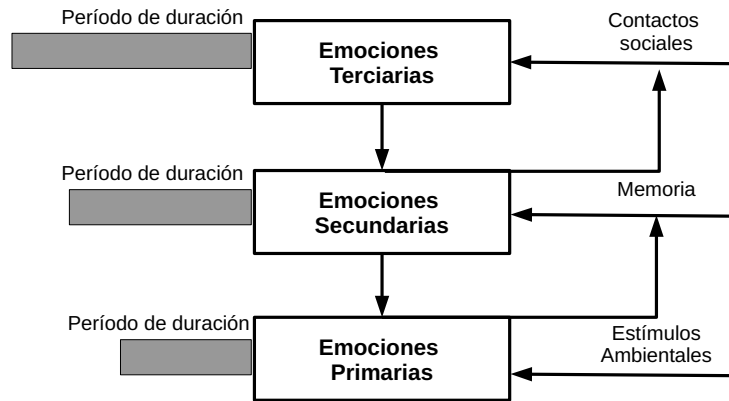 Período de duración
Emociones
Terciarias
Contactos
sociales
Período de duración
Emociones
Secundarias
Memoria
Período de duración
Emociones
Primarias
Estímulos
Ambientales